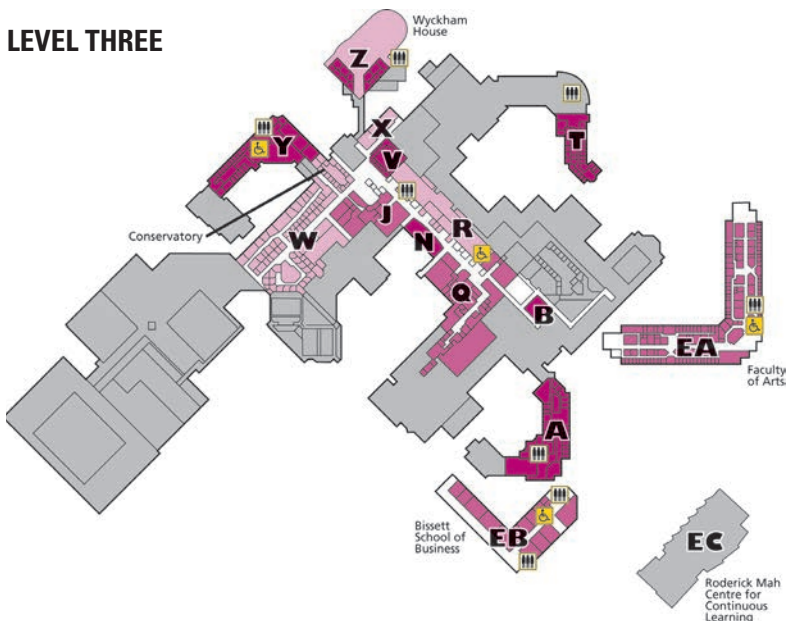 LEVEL THREE
Wyckham
House
Z
X
Y
V
T
Conservatory
J
W
N
R
Q
B
EA
Faculty
of Arts
A
Bissett
School of
Business
EB
EC
Roderick Mah
Centre for
Continuous
Learning